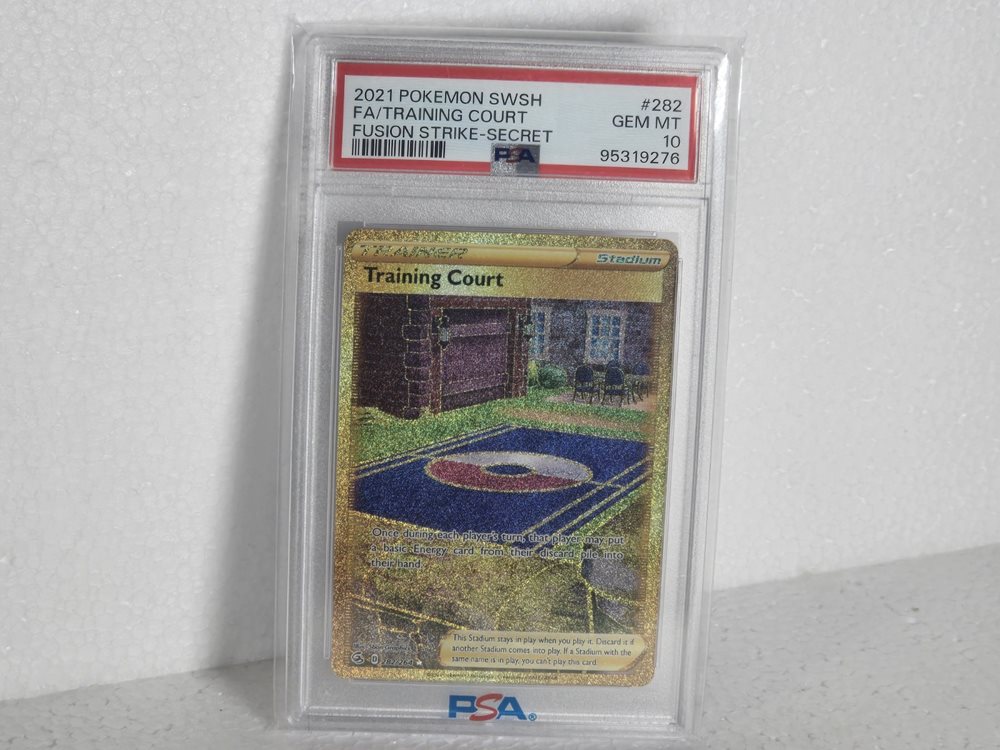 2021 POKEMON SWSH #282
FA/TRAINING COURT GEM MT
FUSION STRIKE-SECRET 10
PSA 95319276
TRAINER Stadium
Training Court
Once during each player's turn, that player may put
a basic Energy card from their discard pile into
their hand.
This Stadium stays in play when you play it. Discard it if
another Stadium comes into play. If a Stadium with the
same name is in play, you can't play this card.
282/264
PSA®